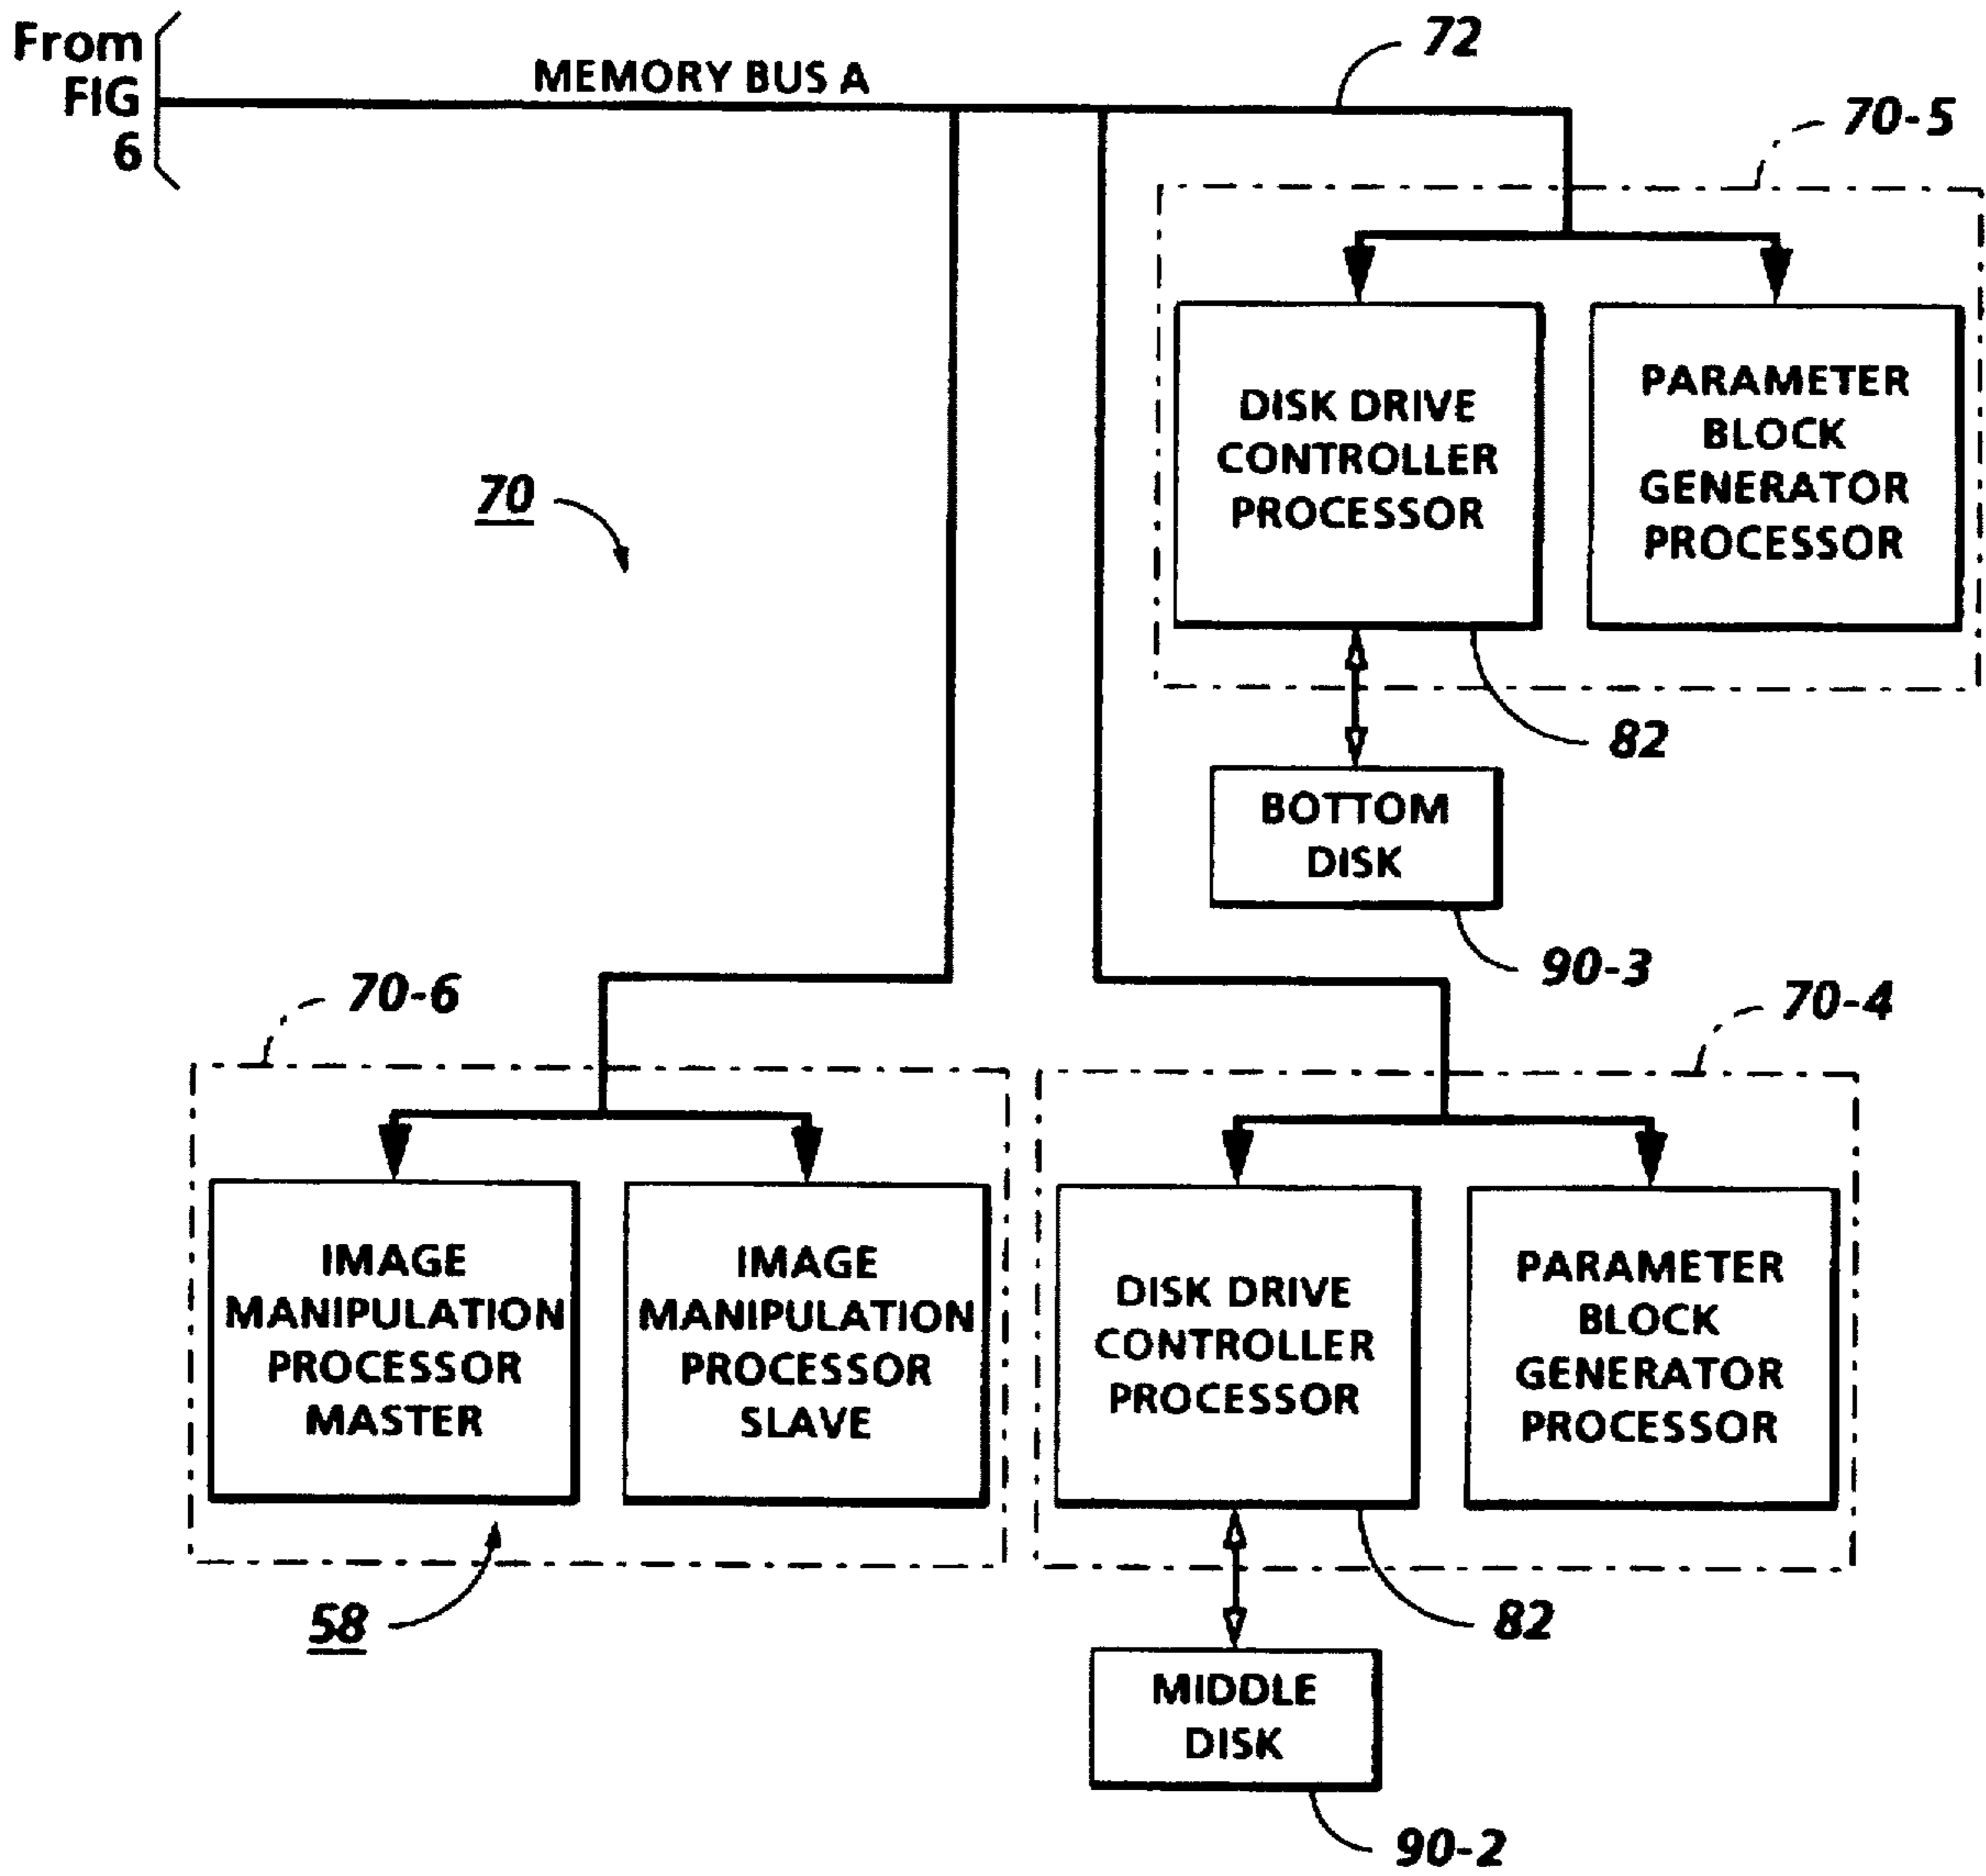 From
FIG
6
MEMORY BUS A
72
70-5
DISK DRIVE
CONTROLLER
PROCESSOR
PARAMETER
BLOCK
GENERATOR
PROCESSOR
70
82
BOTTOM
DISK
90-3
70-6
70-4
IMAGE
MANIPULATION
PROCESSOR
MASTER
IMAGE
MANIPULATION
PROCESSOR
SLAVE
DISK DRIVE
CONTROLLER
PROCESSOR
PARAMETER
BLOCK
GENERATOR
PROCESSOR
58
82
MIDDLE
DISK
90-2